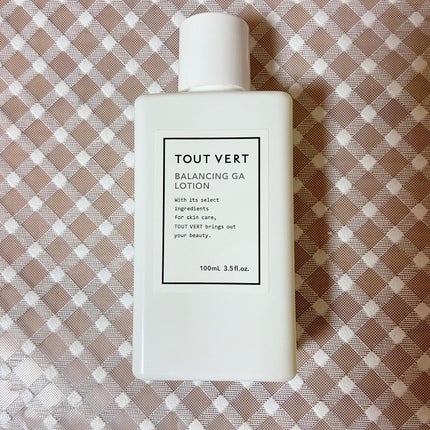 TOUT VERT
BALANCING GA
LOTION
With its select
ingredients
for skin care,
TOUT VERT brings out
your beauty.
100mL 3.5fl.oz.